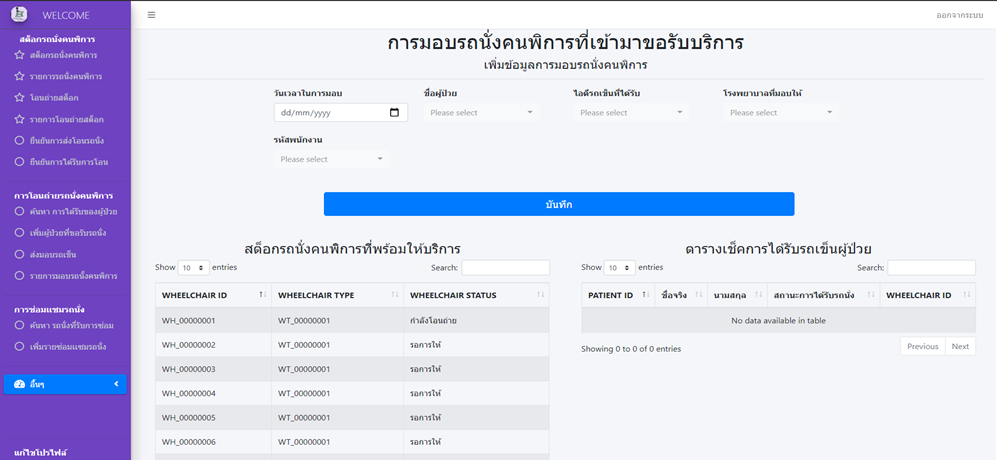 WELCOME
ออกจากระบบ
สต็อกรถนั่งคนพิการ
สต็อกรถนั่งคนพิการ
รายการรถนั่งคนพิการ
โอนถ่ายสต็อก
รายการโอนถ่ายสต็อก
ยืนยันการส่งโอนรถนั่ง
ยืนยันการได้รับการโอน
การโอนถ่ายรถนั่งคนพิการ
ค้นหา การได้รับของผู้ป่วย
เพิ่มผู้ป่วยที่ขอรับรถนั่ง
ส่งมอบรถเข็น
รายการมอบรถนั้งคนพิการ
การซ่อมแซมรถนั่ง
ค้นหา รถนั่งที่รับการซ่อม
เพิ่มรายซ่อมแซมรถนั่ง
อื่นๆ
แก้ไขโปรไฟล์
การมอบรถนั่งคนพิการที่เข้ามาขอรับบริการ
เพิ่มข้อมูลการมอบรถนั่งคนพิการ
วันเวลาในการมอบ ชื่อผู้ป่วย ไอดีรถเข็นที่ได้รับ โรงพยาบาลที่มอบให้
dd/mm/yyyy Please select Please select Please select
รหัสพนักงาน
Please select
บันทึก
สต็อกรถนั่งคนพิการที่พร้อมให้บริการ
Show 10 entries Search:
WHEELCHAIR ID WHEELCHAIR TYPE WHEELCHAIR STATUS
WH_00000001 WT_00000001 กำลังโอนถ่าย
WH_00000002 WT_00000001 รอการให้
WH_00000003 WT_00000001 รอการให้
WH_00000004 WT_00000001 รอการให้
WH_00000005 WT_00000001 รอการให้
WH_00000006 WT_00000001 รอการให้
ตารางเช็คการได้รับรถเข็นผู้ป่วย
Show 10 entries Search:
PATIENT ID ชื่อจริง นามสกุล สถานะการได้รับรถนั่ง WHEELCHAIR ID
No data available in table
Showing 0 to 0 of 0 entries Previous Next